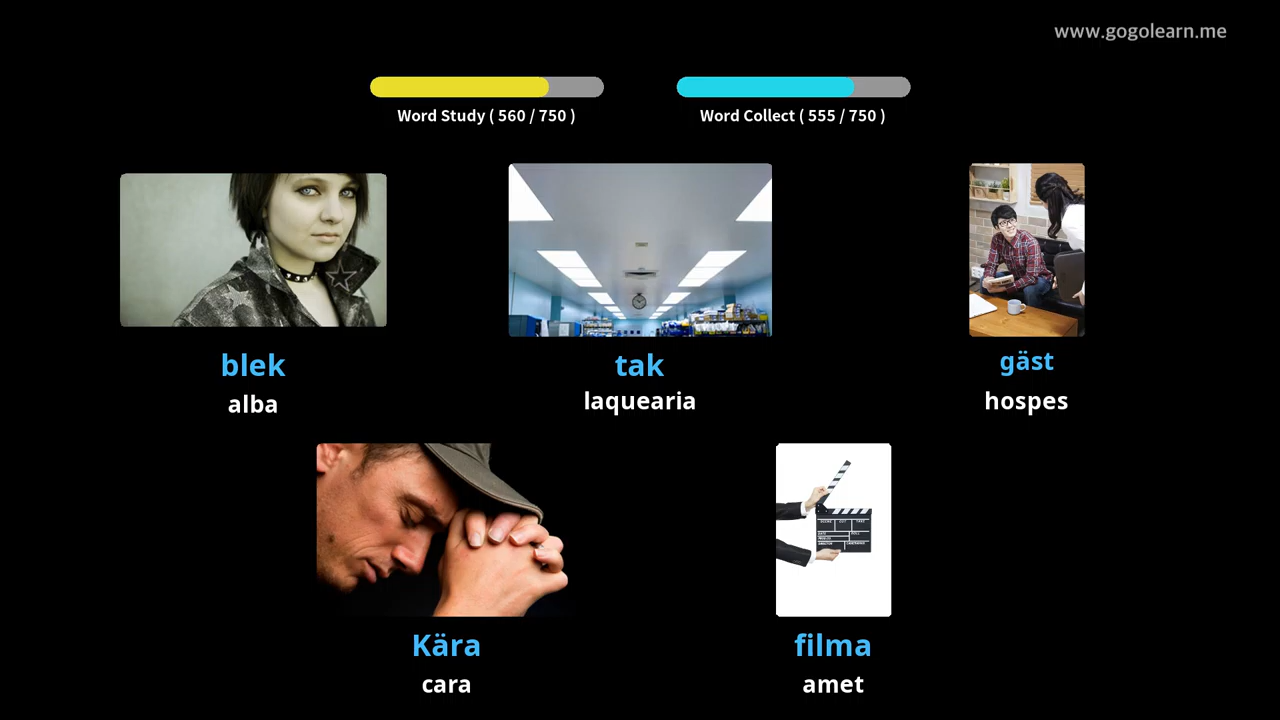 www.gogolearn.me
Word Study ( 560 / 750 )
Word Collect ( 555 / 750 )
blek
alba
tak
laquearia
gäst
hospes
Kära
cara
filma
amet